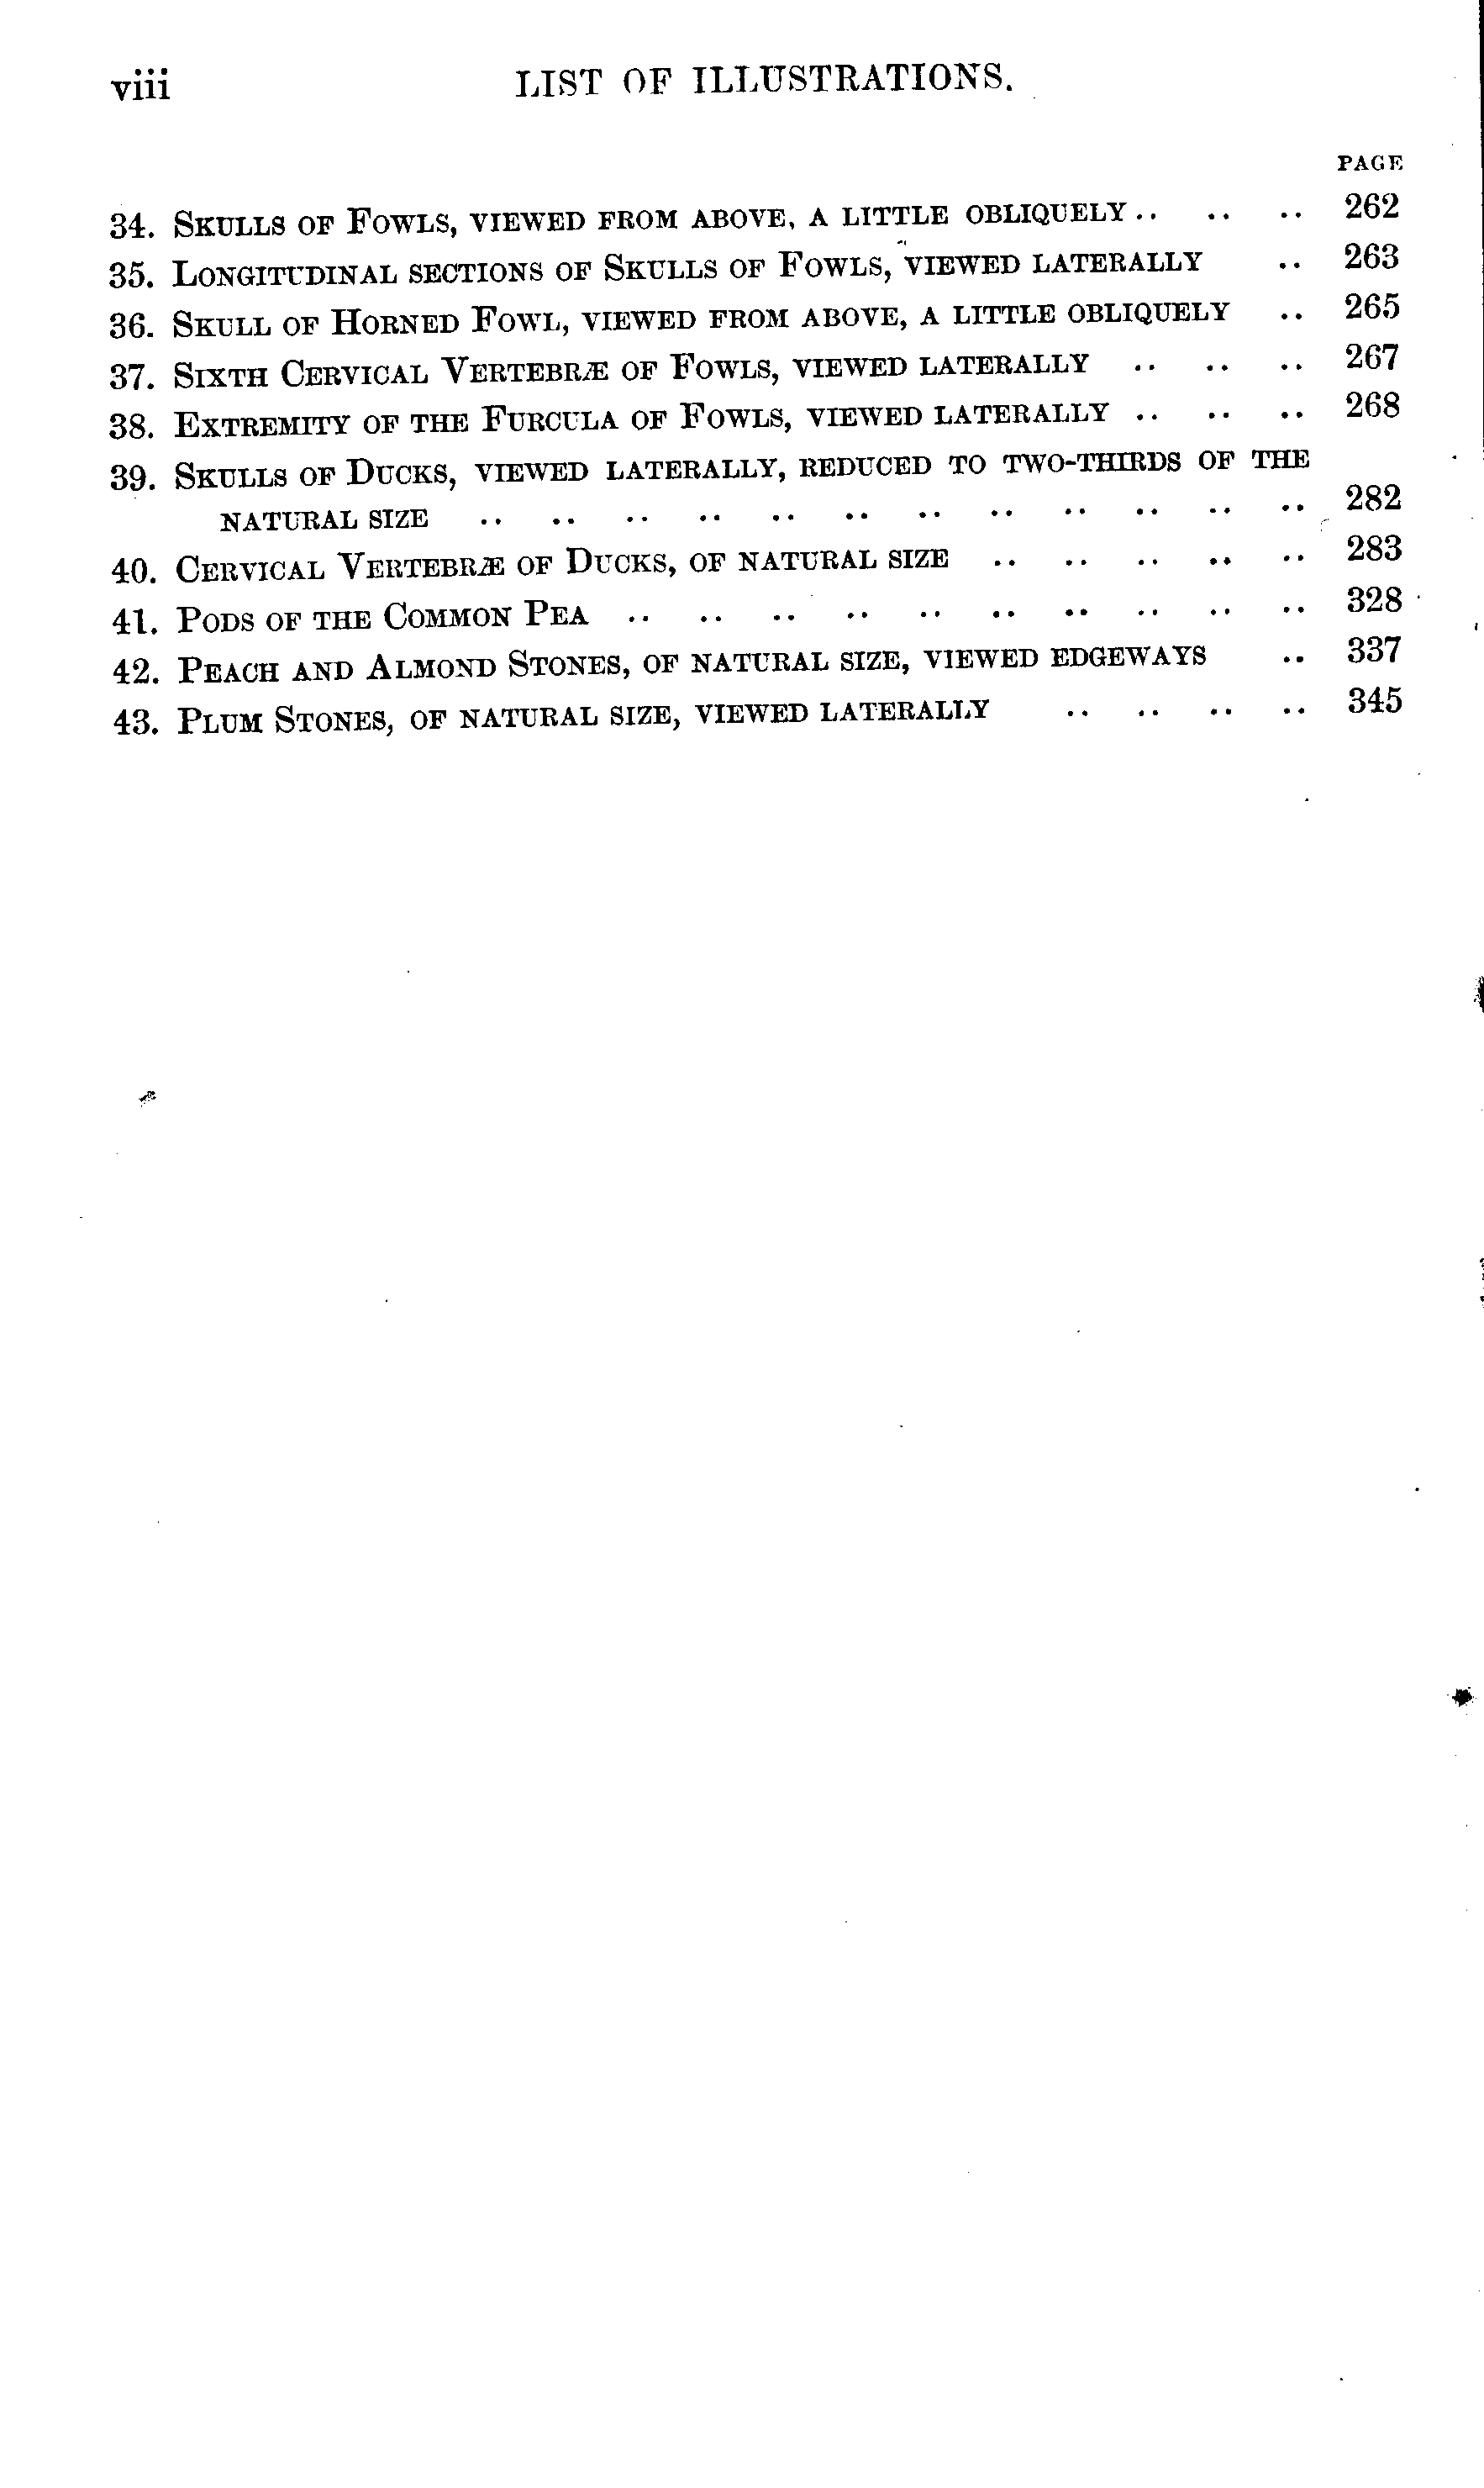 viii LIST OF ILLUSTRATIONS.
PAGE
34. Skulls of Fowls, viewed from above, a little obliquely .. .. .. 262
35. Longitudinal sections of Skulls of Fowls, viewed laterally .. 263
36. Skull of Horned Fowl, viewed from above, a little obliquely .. 265
37. Sixth Cervical Vertebræ of Fowls, viewed laterally .. .. .. 267
38. Extremity of the Furcula of Fowls, viewed laterally .. .. .. 268
39. Skulls of Ducks, viewed laterally, reduced to two-thirds of the
natural size .. .. .. .. .. .. .. .. .. .. .. .. 282
40. Cervical Vertebræ of Ducks, of natural size .. .. .. .. .. 283
41. Pods of the Common Pea .. .. .. .. .. .. .. .. .. .. 328
42. Peach and Almond Stones, of natural size, viewed edgeways .. 337
43. Plum Stones, of natural size, viewed laterally .. .. .. .. 345